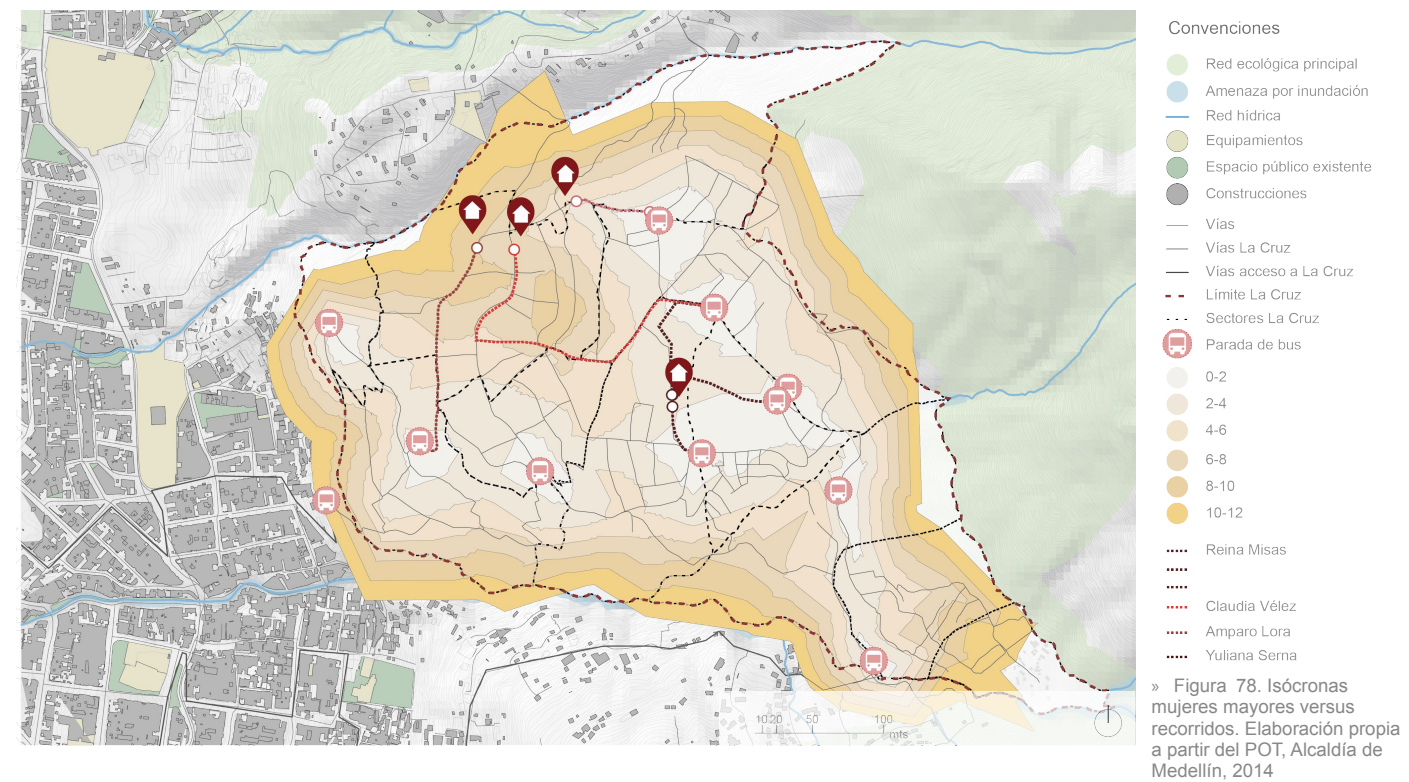 Convenciones
Red ecológica principal
Amenaza por inundación
Red hídrica
Equipamientos
Espacio público existente
Construcciones
Vías
Vías La Cruz
Vías acceso a La Cruz
Límite La Cruz
Sectores La Cruz
Parada de bus
0-2
2-4
4-6
6-8
8-10
10-12
Reina Misas
Claudia Vélez
Amparo Lora
Yuliana Serna
» Figura 78. Isócronas
mujeres mayores versus
recorridos. Elaboración propia
a partir del POT, Alcaldía de
Medellín, 2014
10 20 50 100
mts